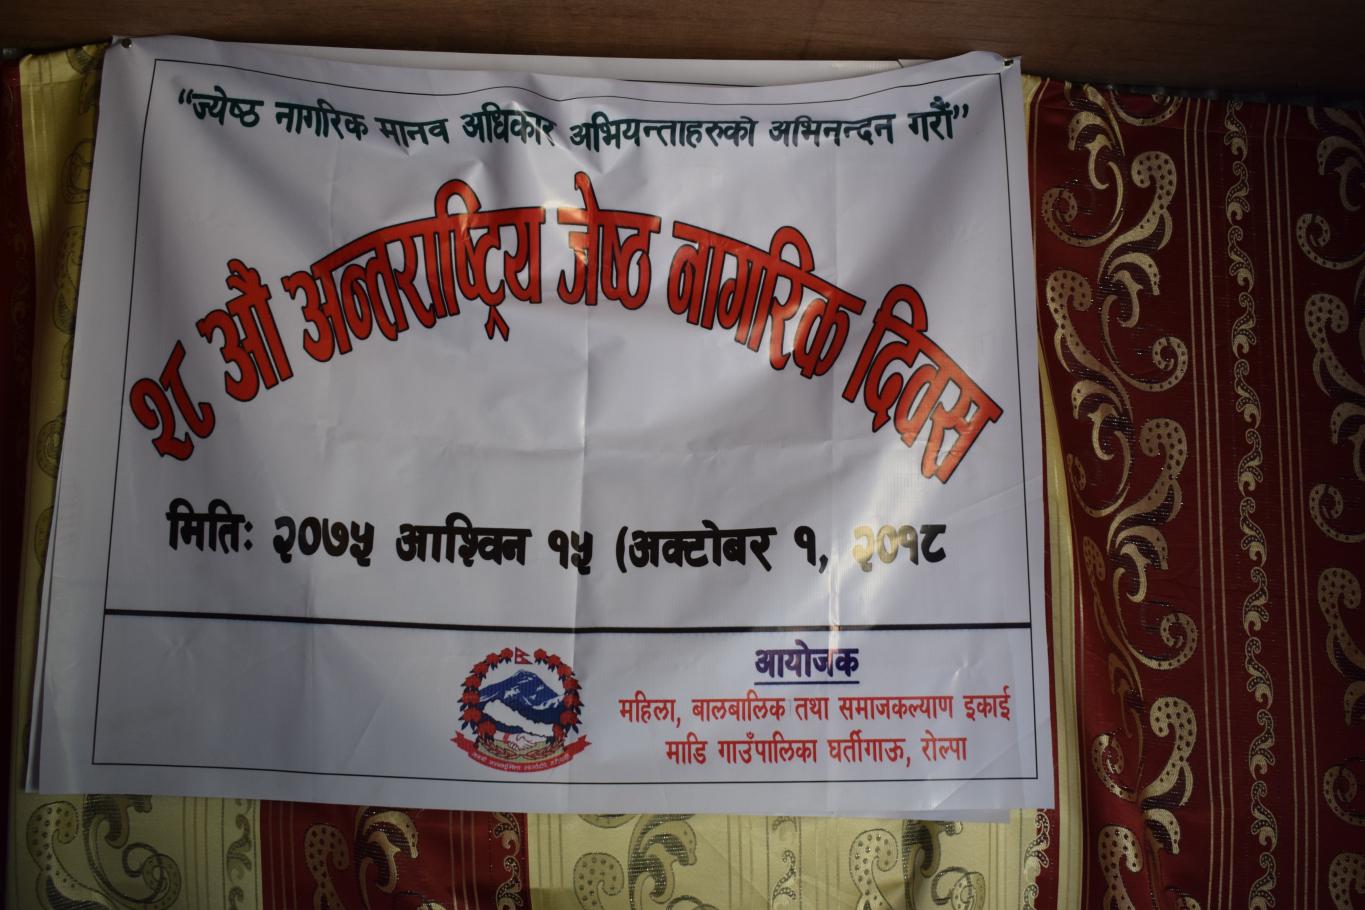 “ज्येष्ठ नागरिक मानव अधिकार अभियन्ताहरुको अभिनन्दन गरौं”
२८ औं अन्तराष्ट्रिय जेष्ठ नागरिक दिवस
मितिः २०७५ आश्विन १५ (अक्टोबर १, २०१८
आयोजक
महिला, बालबालिक तथा समाजकल्याण इकाई
माडि गाउँपालिका घर्तीगाऊ, रोल्पा